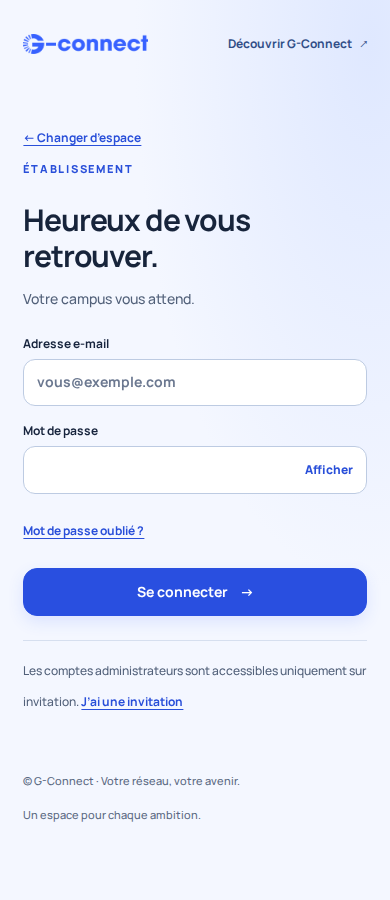 G-connect
Découvrir G-Connect ↗
← Changer d'espace
ÉTABLISSEMENT
Heureux de vous
retrouver.
Votre campus vous attend.
Adresse e-mail
vous@exemple.com
Mot de passe
Afficher
Mot de passe oublié ?
Se connecter →
Les comptes administrateurs sont accessibles uniquement sur
invitation. J'ai une invitation
© G-Connect · Votre réseau, votre avenir.
Un espace pour chaque ambition.